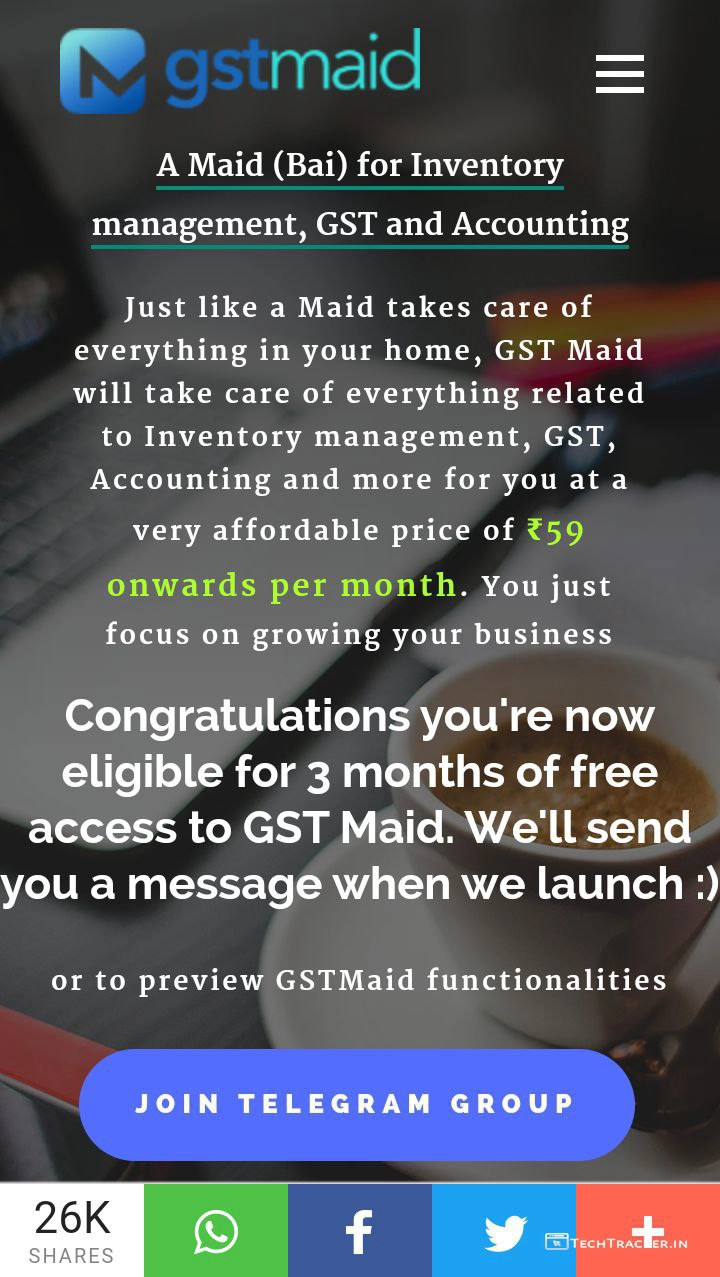 gstmaid
A Maid (Bai) for Inventory
management, GST and Accounting
Just like a Maid takes care of
everything in your home, GST Maid
will take care of everything related
to Inventory management, GST,
Accounting and more for you at a
very affordable price of ₹59
onwards per month. You just
focus on growing your business
Congratulations you're now
eligible for 3 months of free
access to GST Maid. We'll send
you a message when we launch :)
or to preview GSTMaid functionalities
JOIN TELEGRAM GROUP
26K
SHARES
TECHTRACKER.IN